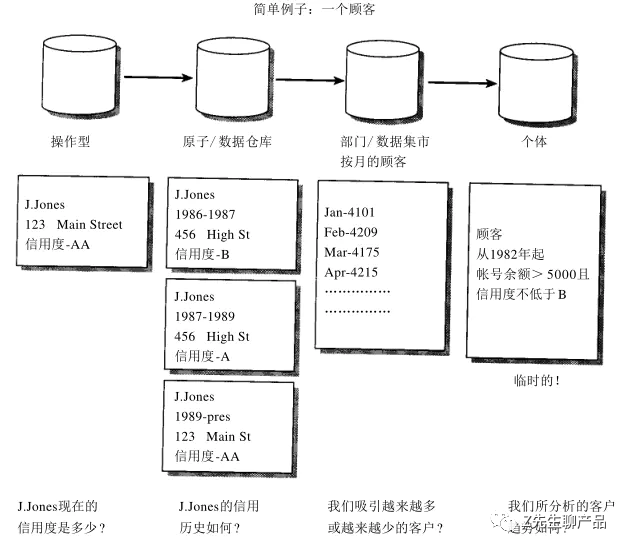 简单例子：一个顾客
操作型
原子/数据仓库
部门/数据集市
按月的顾客
个体
J.Jones
123 Main Street
信用度-AA
J.Jones
1986-1987
456 High St
信用度-B
J.Jones
1987-1989
456 High St
信用度-A
J.Jones
1989-pres
123 Main St
信用度-AA
Jan-4101
Feb-4209
Mar-4175
Apr-4215
……………
……………
顾客
从1982年起
帐号余额＞5000且
信用度不低于B
临时的！
J.Jones现在的
信用度是多少？
J.Jones的信用
历史如何？
我们吸引越来越多
或越来越少的客户？
我们所分析的客户
趋势如何？
Z先生聊产品